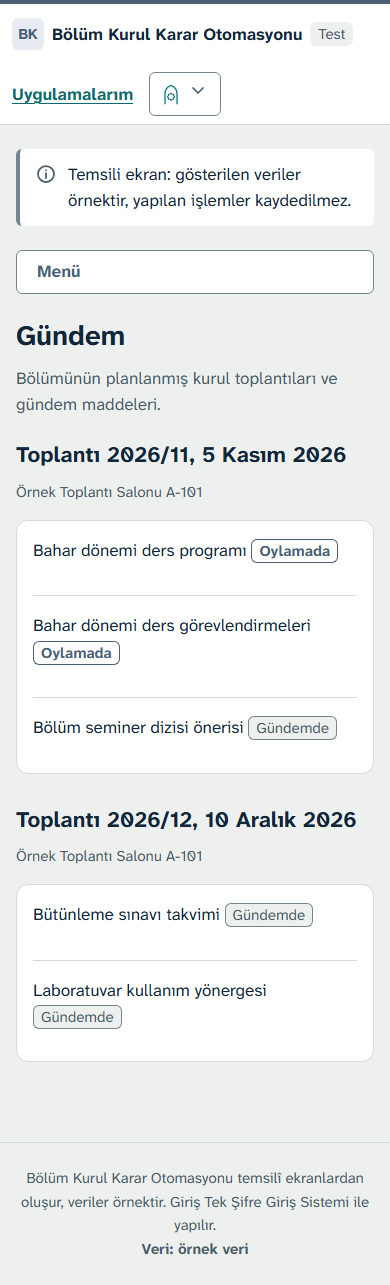 BK Bölüm Kurul Karar Otomasyonu Test
Uygulamalarım
Temsili ekran: gösterilen veriler
örnektir, yapılan işlemler kaydedilmez.
Menü
Gündem
Bölümünün planlanmış kurul toplantıları ve
gündem maddeleri.
Toplantı 2026/11, 5 Kasım 2026
Örnek Toplantı Salonu A-101
Bahar dönemi ders programı Oylamada
Bahar dönemi ders görevlendirmeleri
Oylamada
Bölüm seminer dizisi önerisi Gündemde
Toplantı 2026/12, 10 Aralık 2026
Örnek Toplantı Salonu A-101
Bütünleme sınavı takvimi Gündemde
Laboratuvar kullanım yönergesi
Gündemde
Bölüm Kurul Karar Otomasyonu temsilî ekranlardan
oluşur, veriler örnektir. Giriş Tek Şifre Giriş Sistemi ile
yapılır.
Veri: örnek veri